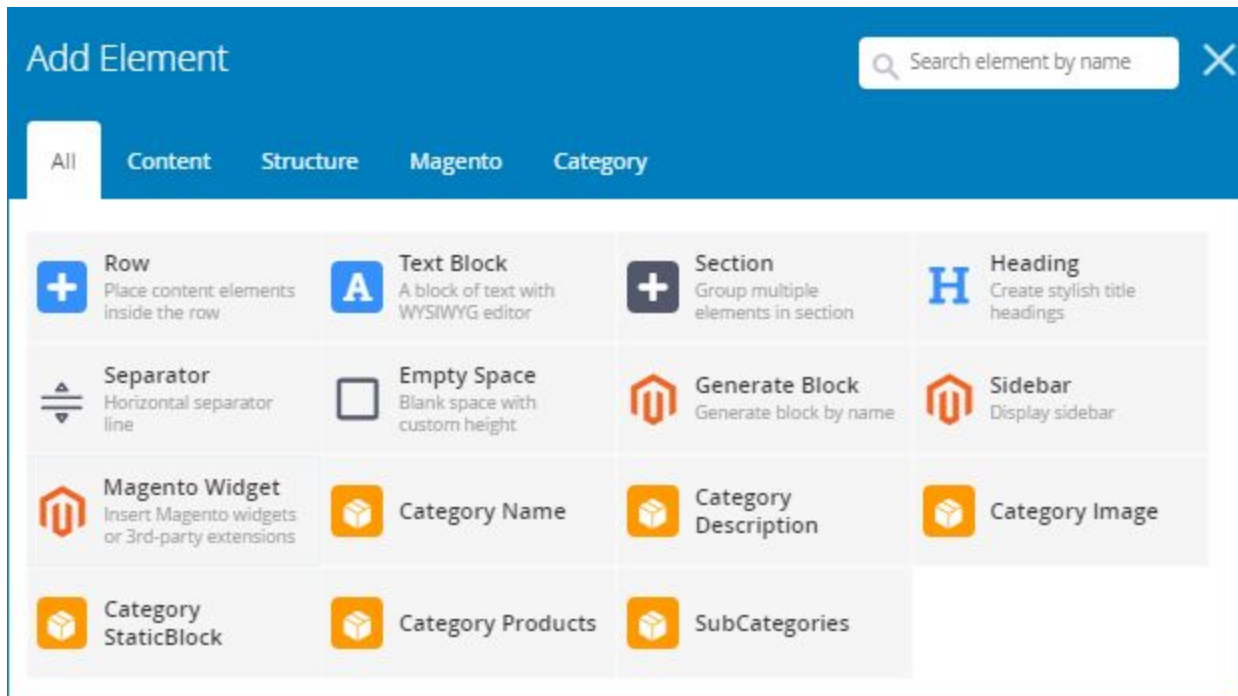 Add Element
Search element by name
All Content Structure Magento Category
Row
Place content elements
inside the row
A
Text Block
A block of text with
WYSIWYG editor
Section
Group multiple
elements in section
H
Heading
Create stylish title
headings
Separator
Horizontal separator
line
Empty Space
Blank space with
custom height
Generate Block
Generate block by name
Sidebar
Display sidebar
Magento Widget
Insert Magento widgets
or 3rd-party extensions
Category Name
Category
Description
Category Image
Category
StaticBlock
Category Products
SubCategories